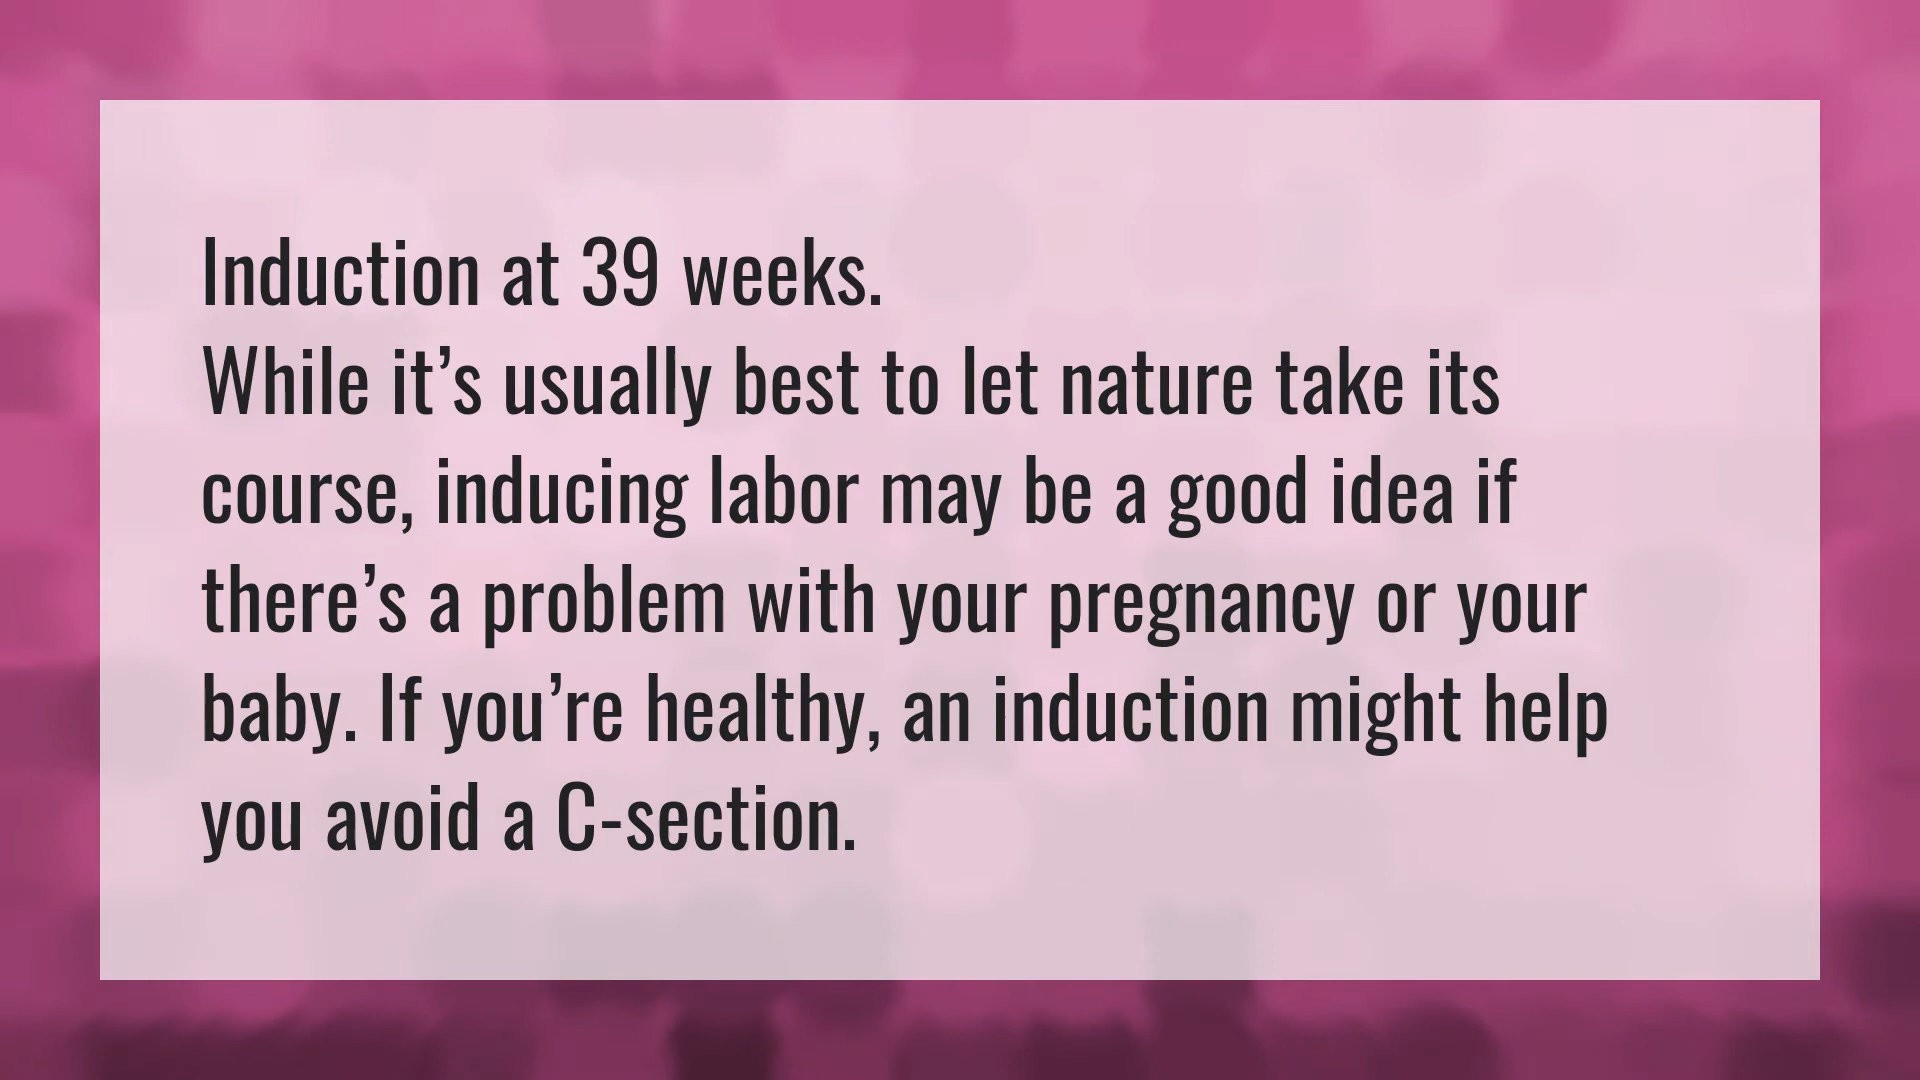 Induction at 39 weeks.
While it’s usually best to let nature take its
course, inducing labor may be a good idea if
there’s a problem with your pregnancy or your
baby. If you’re healthy, an induction might help
you avoid a C-section.